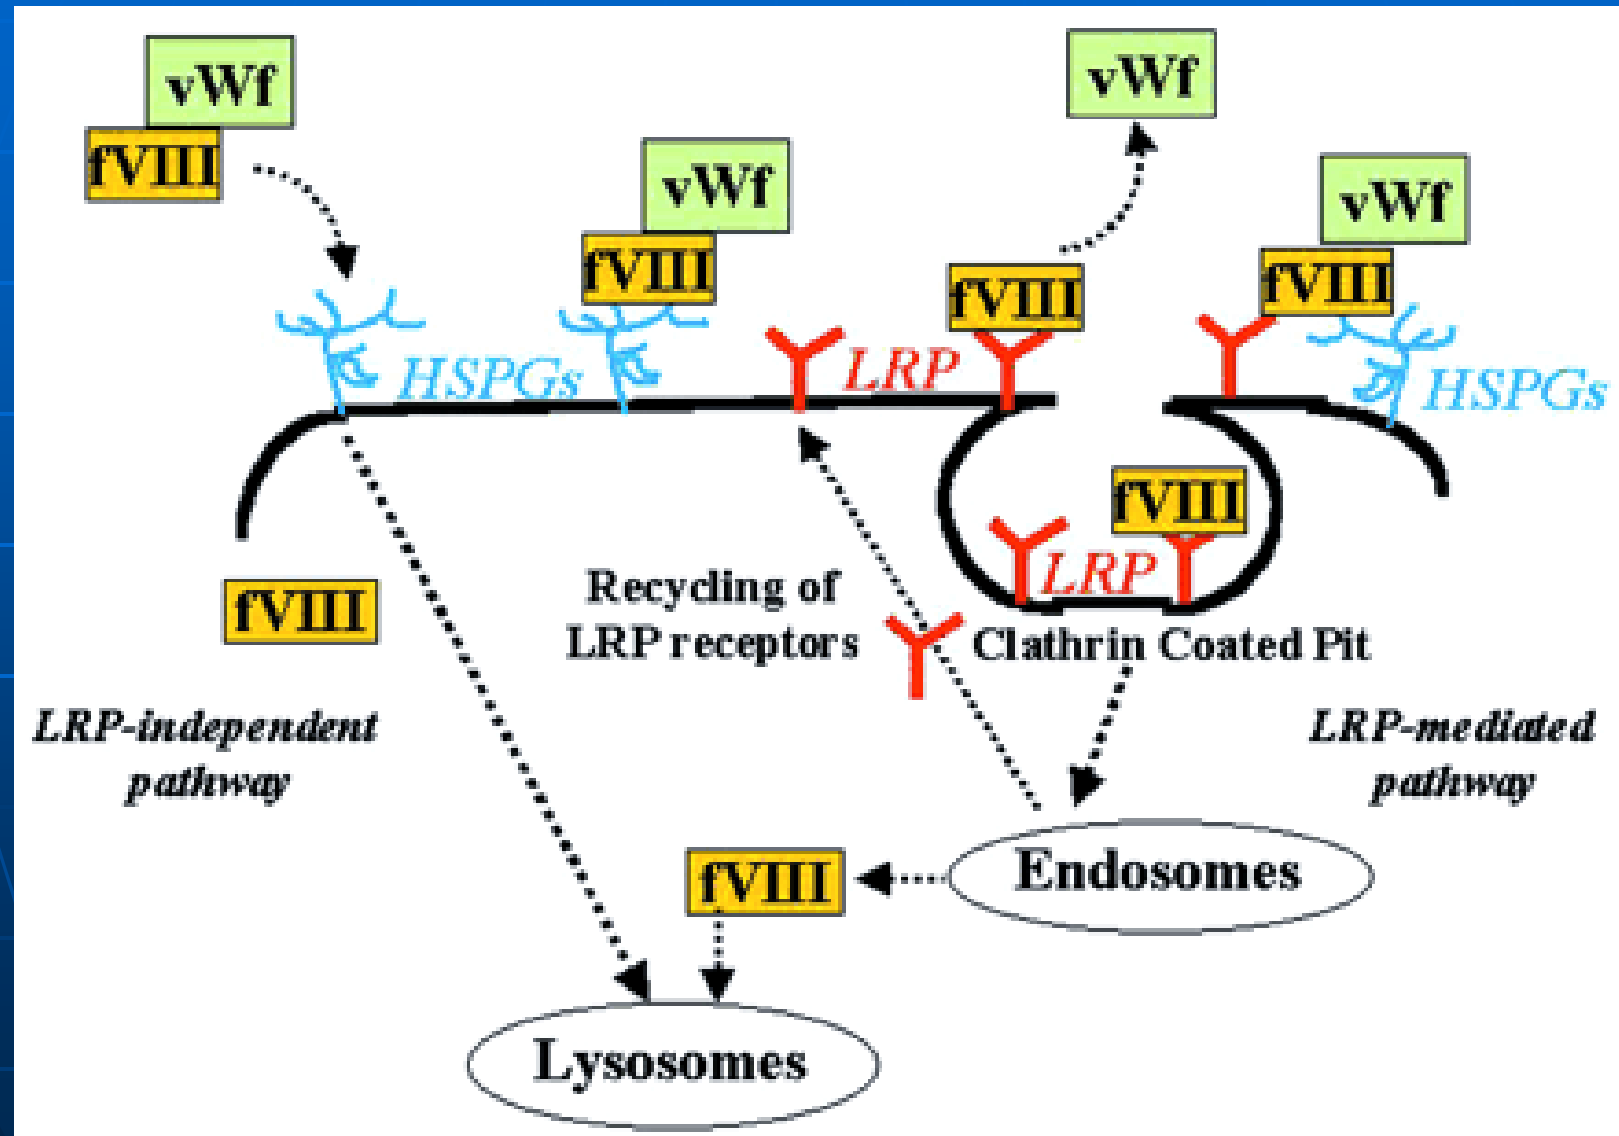 vWf
fVIII
vWf
fVIII
vWf
fVIII
vWf
fVIII
HSPGs
LRP
HSPGs
fVIII
LRP
fVIII
Recycling of
LRP receptors
Clathrin Coated Pit
LRP-independent
pathway
LRP-mediated
pathway
fVIII
Endosomes
Lysosomes